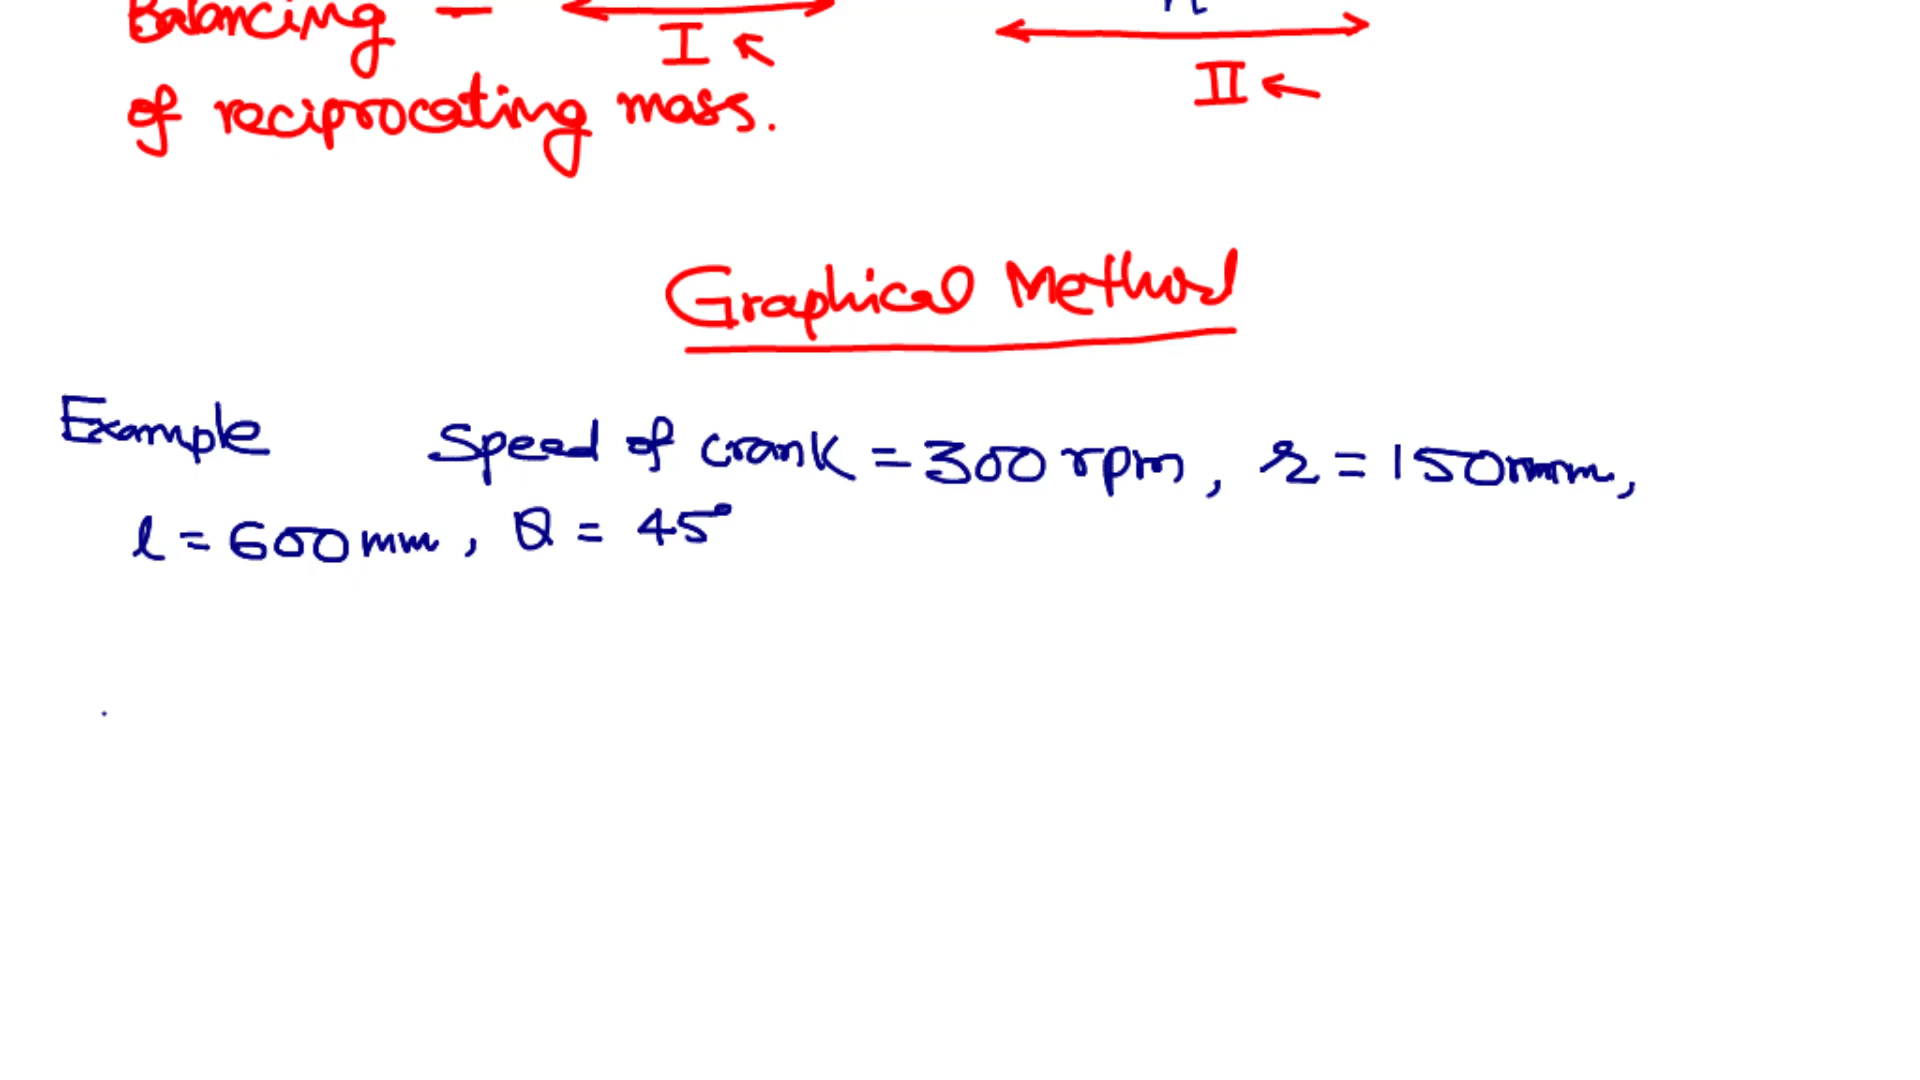 Balancing -
I
of reciprocating mass.
II
Graphical Method
Example Speed of crank = 300 rpm, r = 150mm,
l = 600 mm, θ = 45°